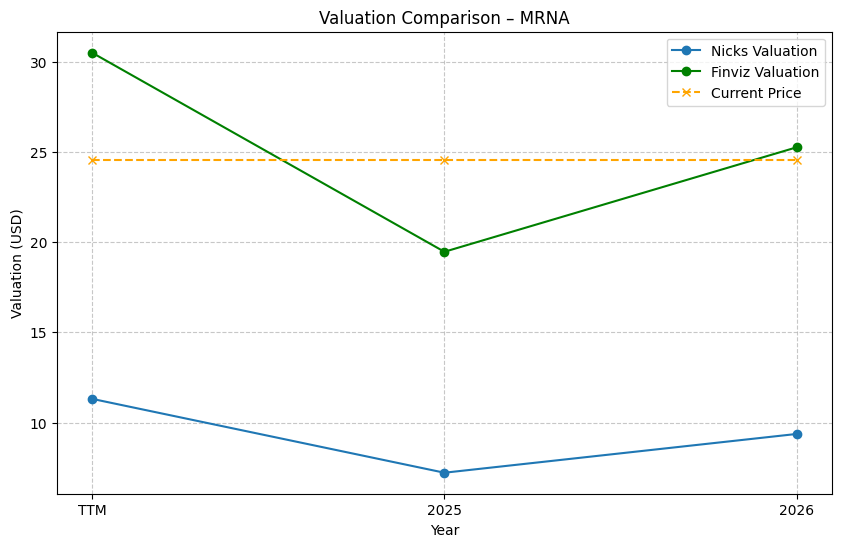 Valuation Comparison – MRNA
Nicks Valuation
Finviz Valuation
Current Price
Valuation (USD)
30
25
20
15
10
TTM
2025
2026
Year